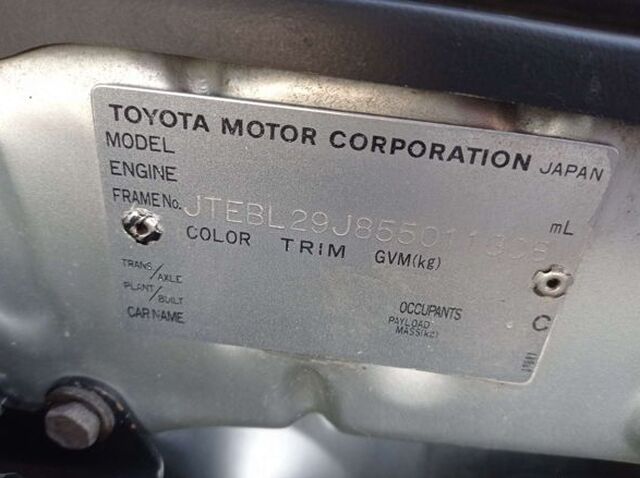 TOYOTA MOTOR CORPORATION JAPAN
MODEL
ENGINE
FRAME No. JTEBL29J855011308 mL
COLOR TRIM GVM(kg)
TRANS/AXLE
PLANT/BUILT
OCCUPANTS
CAR NAME
PAYLOAD MASS(kg)
C